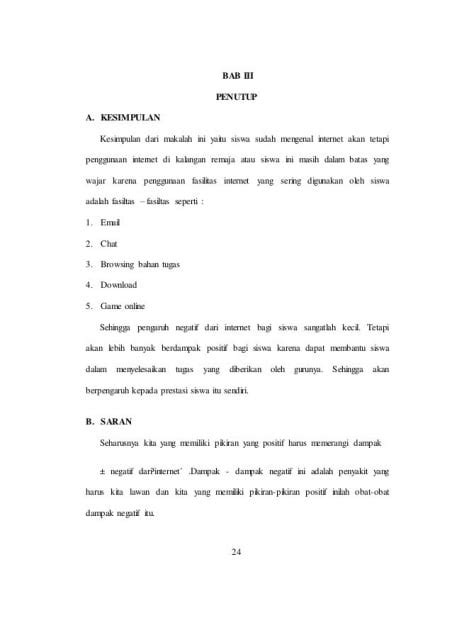 BAB III
PENUTUP
A. KESIMPULAN
Kesimpulan dari makalah ini yaitu siswa sudah mengenal internet akan tetapi
penggunaan internet di kalangan remaja atau siswa ini masih dalam batas yang
wajar karena penggunaan fasilitas internet yang sering digunakan oleh siswa
adalah fasiltas – fasiltas seperti :
1. Email
2. Chat
3. Browsing bahan tugas
4. Download
5. Game online
Sehingga pengaruh negatif dari internet bagi siswa sangatlah kecil. Tetapi
akan lebih banyak berdampak positif bagi siswa karena dapat membantu siswa
dalam menyelesaikan tugas yang diberikan oleh gurunya. Sehingga akan
berpengaruh kepada prestasi siswa itu sendiri.
B. SARAN
Seharusnya kita yang memiliki pikiran yang positif harus memerangi dampak
± negatif dari internet´ .Dampak - dampak negatif ini adalah penyakit yang
harus kita lawan dan kita yang memiliki pikiran-pikiran positif inilah obat-obat
dampak negatif itu.
24